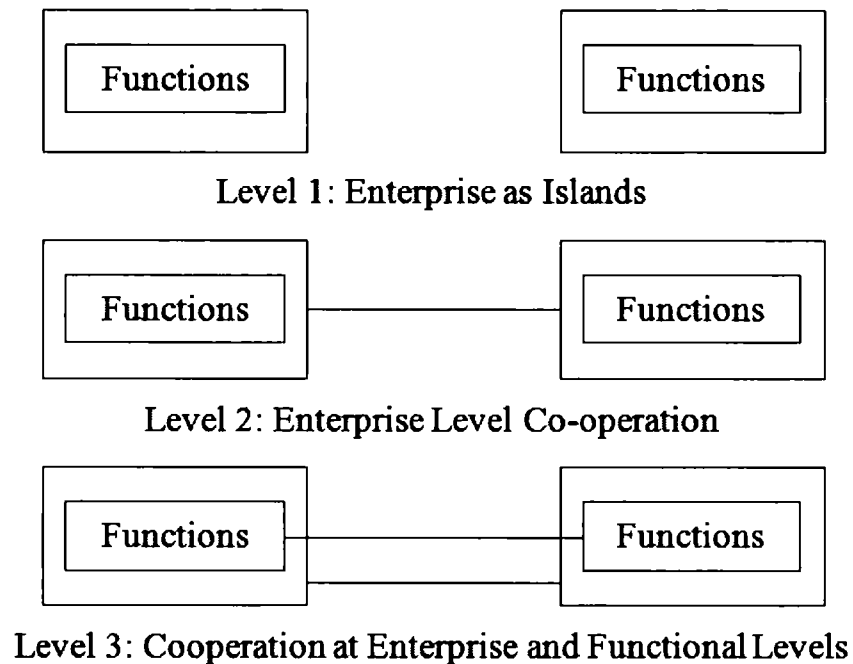 Functions
Functions
Level 1: Enterprise as Islands
Functions
Functions
Level 2: Enterprise Level Co-operation
Functions
Functions
Level 3: Cooperation at Enterprise and Functional Levels